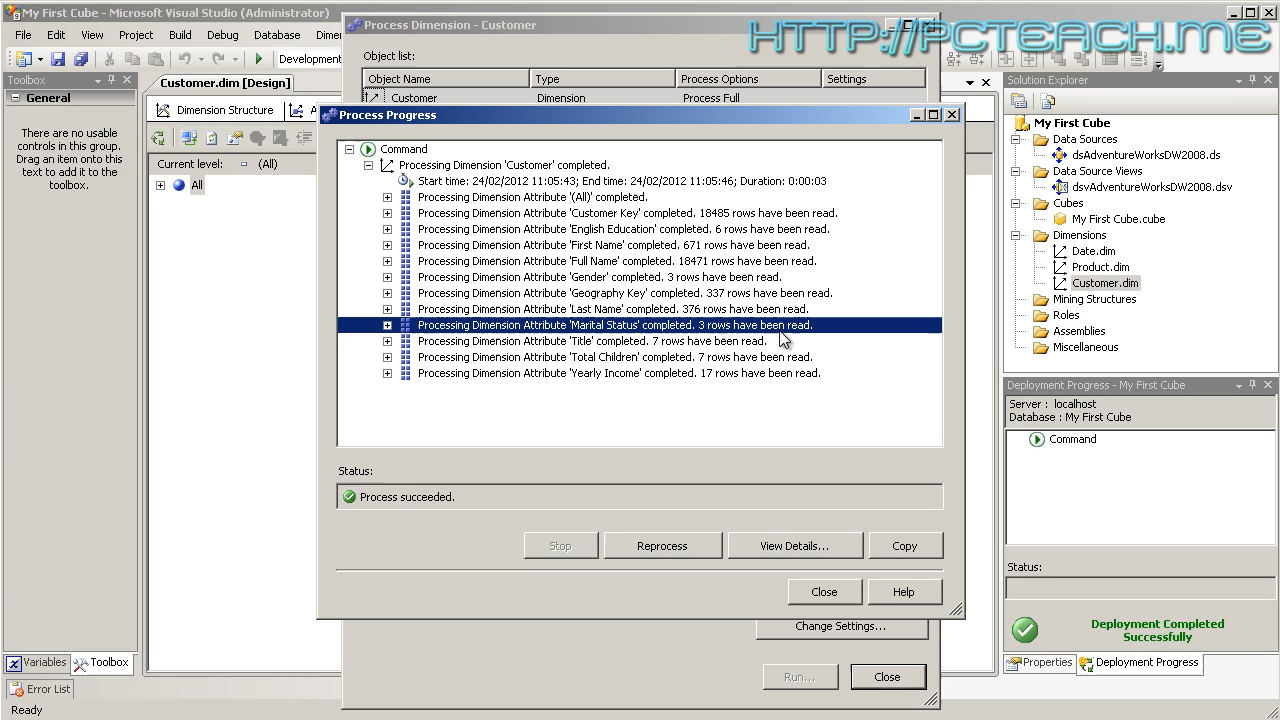 My First Cube - Microsoft Visual Studio (Administrator)
File Edit View Project Debug
Process Dimension - Customer
HTTP://PCTEACH.ME
Developmen
Object list:
Object Name Type Process Options Settings
Customer Dimension Process Full
Toolbox
General
There are no usable
controls in this group.
Drag an item onto this
text to add it to the
toolbox.
Customer.dim [Design]
Dimension Structure
Current level: (All)
All
Process Progress
Command
Processing Dimension 'Customer' completed.
Start time: 24/02/2012 11:05:43; End time: 24/02/2012 11:05:46; Duration: 0:00:03
Processing Dimension Attribute '(All)' completed.
Processing Dimension Attribute 'Customer Key' completed. 18485 rows have been read.
Processing Dimension Attribute 'English Education' completed. 6 rows have been read.
Processing Dimension Attribute 'First Name' completed. 671 rows have been read.
Processing Dimension Attribute 'Full Name' completed. 18471 rows have been read.
Processing Dimension Attribute 'Gender' completed. 3 rows have been read.
Processing Dimension Attribute 'Geography Key' completed. 337 rows have been read.
Processing Dimension Attribute 'Last Name' completed. 376 rows have been read.
Processing Dimension Attribute 'Marital Status' completed. 3 rows have been read.
Processing Dimension Attribute 'Title' completed. 7 rows have been read.
Processing Dimension Attribute 'Total Children' completed. 7 rows have been read.
Processing Dimension Attribute 'Yearly Income' completed. 17 rows have been read.
Status:
Process succeeded.
Stop Reprocess View Details... Copy
Close Help
Change Settings...
Run... Close
Solution Explorer
My First Cube
Data Sources
dsAdventureWorksDW2008.ds
Data Source Views
dsvAdventureWorksDW2008.dsv
Cubes
My First Cube.cube
Dimensions
Date.dim
Product.dim
Customer.dim
Mining Structures
Roles
Assemblies
Miscellaneous
Deployment Progress - My First Cube
Server : localhost
Database : My First Cube
Command
Status:
Deployment Completed
Successfully
Properties Deployment Progress
Variables Toolbox
Error List
Ready